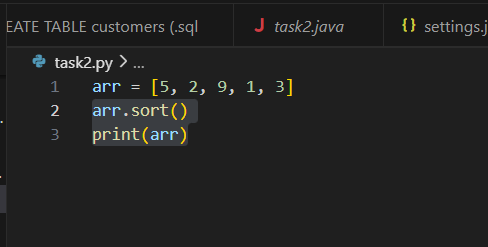 EATE TABLE customers (.sql
task2.java
{} settings.j
task2.py > ...
1 arr = [5, 2, 9, 1, 3]
2 arr.sort()
3 print(arr)